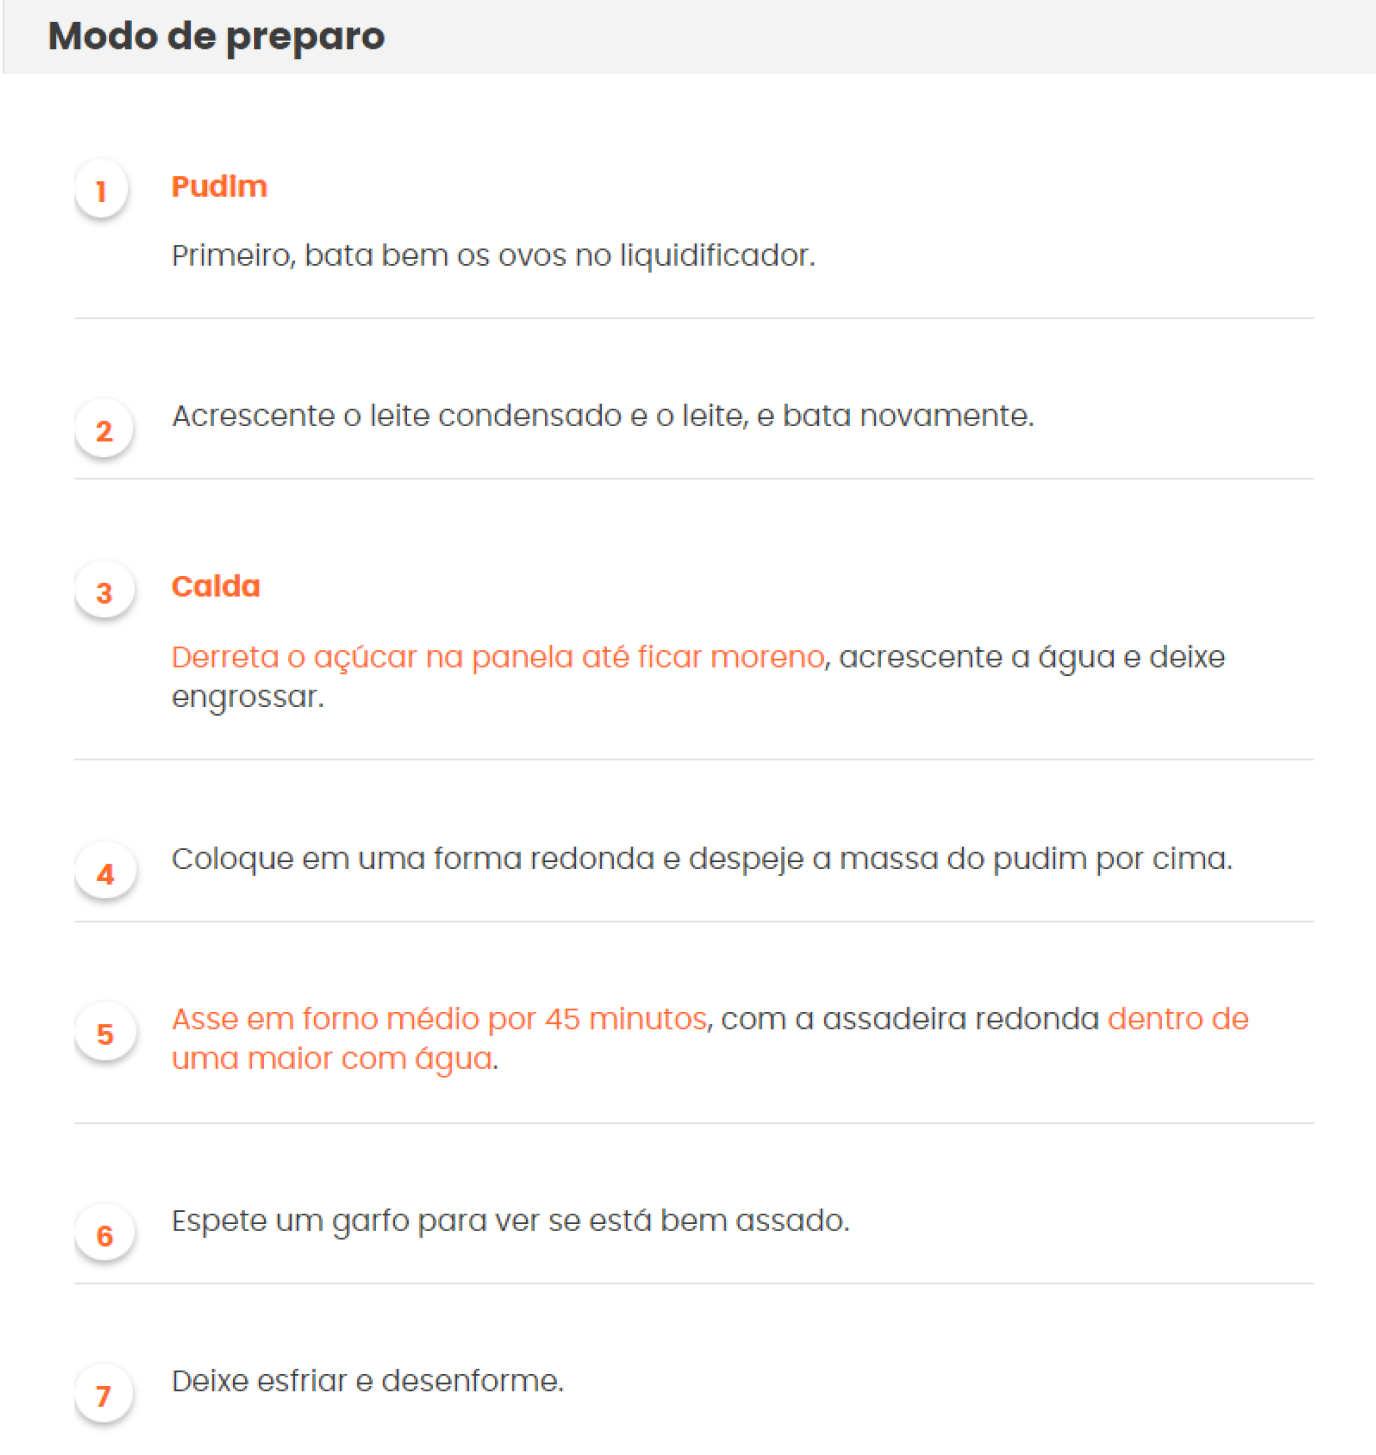 Modo de preparo
1
Pudim
Primeiro, bata bem os ovos no liquidificador.
2
Acrescente o leite condensado e o leite, e bata novamente.
3
Calda
Derreta o açúcar na panela até ficar moreno, acrescente a água e deixe
engrossar.
4
Coloque em uma forma redonda e despeje a massa do pudim por cima.
5
Asse em forno médio por 45 minutos, com a assadeira redonda dentro de
uma maior com água.
6
Espete um garfo para ver se está bem assado.
7
Deixe esfriar e desenforme.